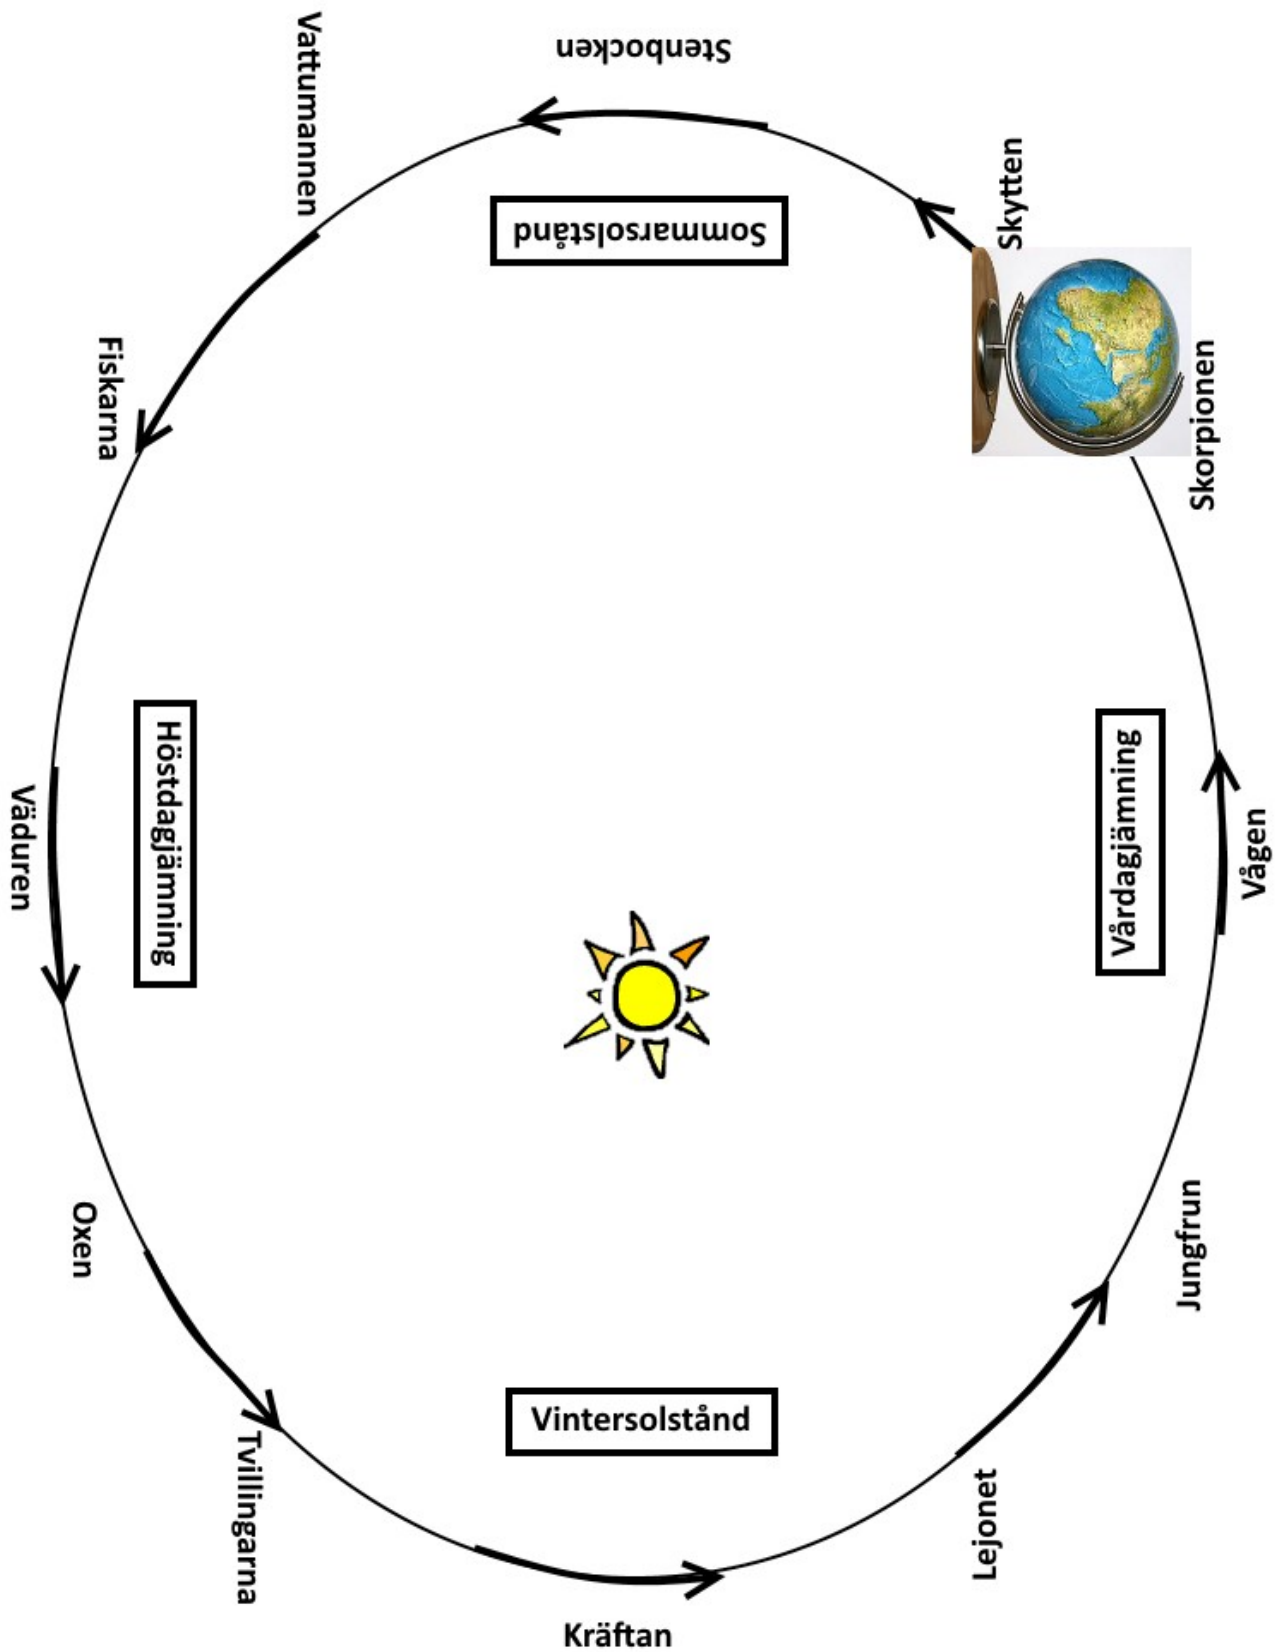 Stenbocken
Vattumannen
Skytten
Sommarsolstånd
Fiskarna
Skorpionen
Höstdagjämning
Vårdagjämning
Väduren
Vågen
Oxen
Jungfrun
Vintersolstånd
Tvillingarna
Lejonet
Kräftan